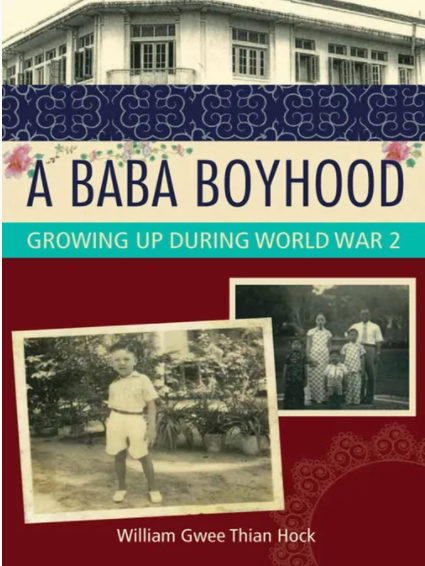 A BABA BOYHOOD
GROWING UP DURING WORLD WAR 2
William Gwee Thian Hock